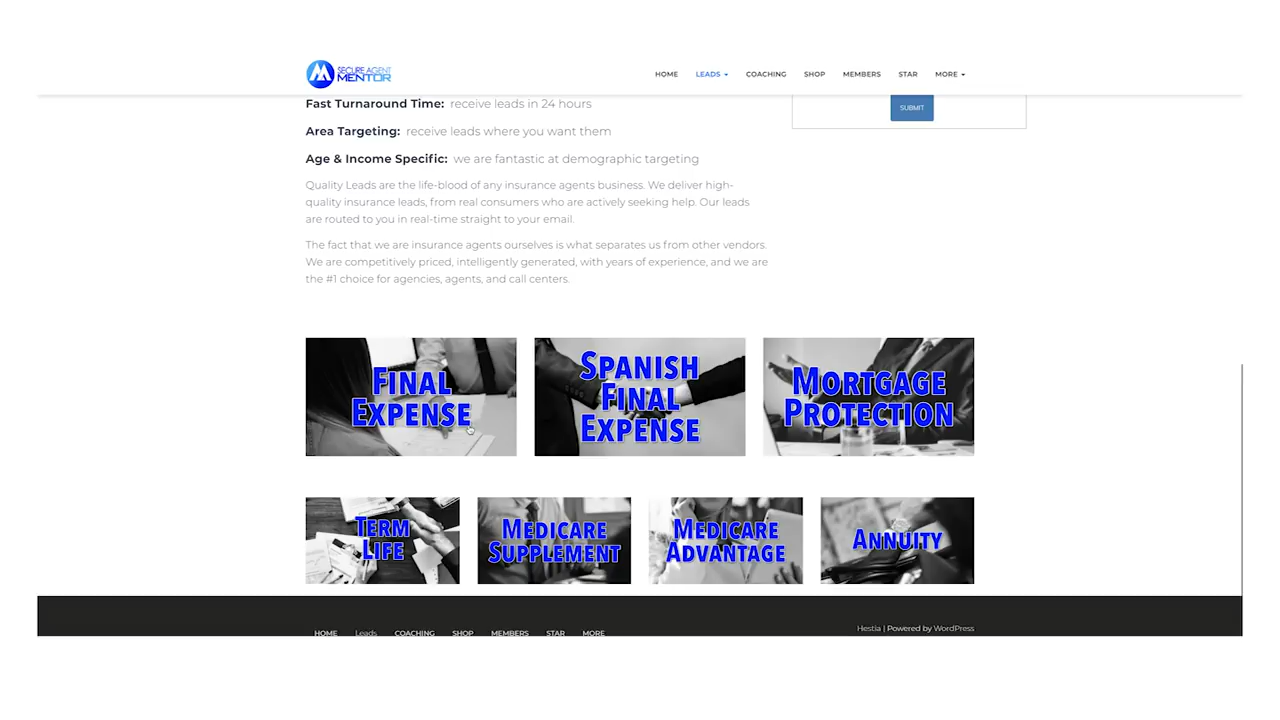 SECURE AGENT
MENTOR
HOME LEADS COACHING SHOP MEMBERS STAR MORE
Fast Turnaround Time: receive leads in 24 hours
SUBMIT
Area Targeting: receive leads where you want them
Age & Income Specific: we are fantastic at demographic targeting
Quality Leads are the life-blood of any insurance agents business. We deliver high-
quality insurance leads, from real consumers who are actively seeking help. Our leads
are routed to you in real-time straight to your email.
The fact that we are insurance agents ourselves is what separates us from other vendors.
We are competitively priced, intelligently generated, with years of experience, and we are
the #1 choice for agencies, agents, and call centers.
FINAL
EXPENSE
SPANISH
FINAL
EXPENSE
MORTGAGE
PROTECTION
TERM
LIFE
MEDICARE
SUPPLEMENT
MEDICARE
ADVANTAGE
ANNUITY
HOME Leads COACHING SHOP MEMBERS STAR MORE
Hestia | Powered by WordPress